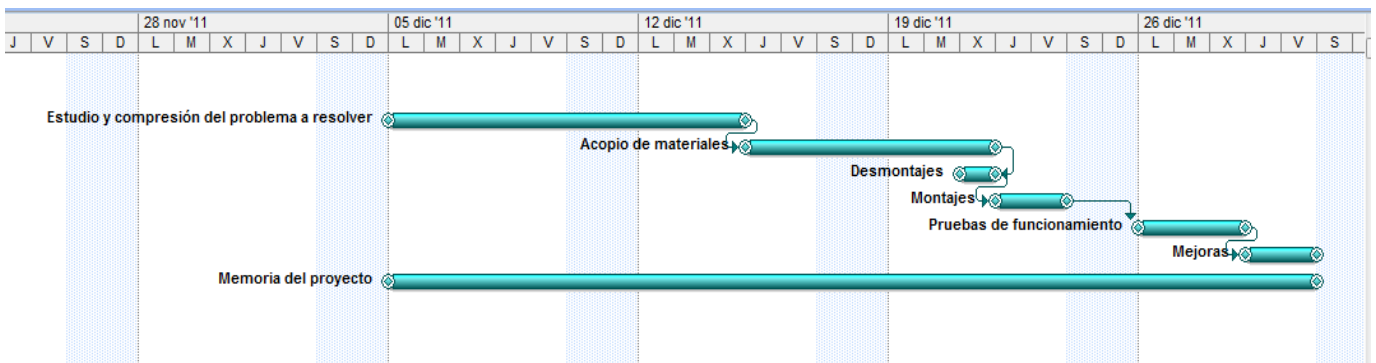 28 nov '11 05 dic '11 12 dic '11 19 dic '11 26 dic '11
J V S D L M X J V S D L M X J V S D L M X J V S D L M X J V S D L M X J V S
Estudio y compresión del problema a resolver
Acopio de materiales
Desmontajes
Montajes
Pruebas de funcionamiento
Mejoras
Memoria del proyecto